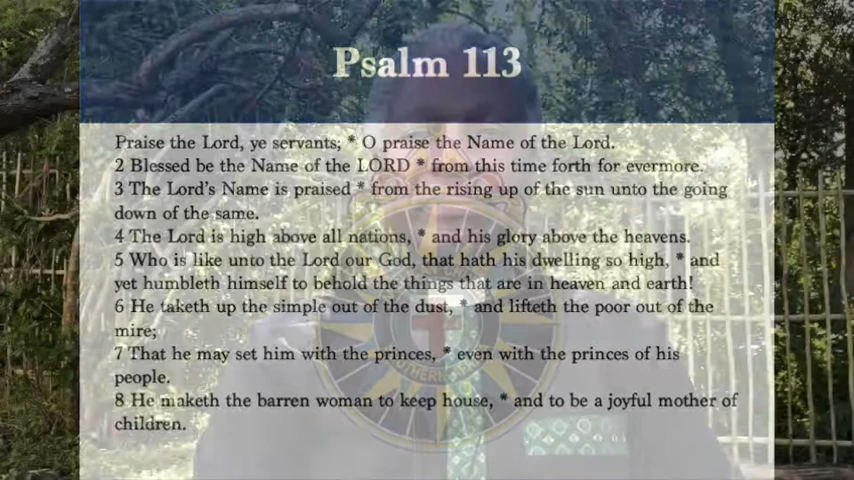 Psalm 113
Praise the Lord, ye servants; * O praise the Name of the Lord.
2 Blessed be the Name of the LORD * from this time forth for evermore.
3 The Lord's Name is praised * from the rising up of the sun unto the going
down of the same.
4 The Lord is high above all nations, * and his glory above the heavens.
5 Who is like unto the Lord our God, that hath his dwelling so high, * and
yet humbleth himself to behold the things that are in heaven and earth!
6 He taketh up the simple out of the dust, * and lifteth the poor out of the
mire;
7 That he may set him with the princes, * even with the princes of his
people.
8 He maketh the barren woman to keep house, * and to be a joyful mother of
children.